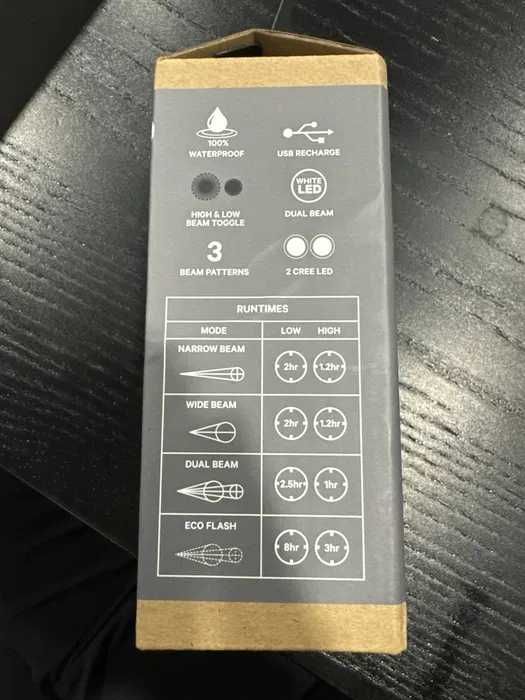 100%
WATERPROOF
USB RECHARGE
WHITE
LED
HIGH & LOW
BEAM TOGGLE
DUAL BEAM
3
BEAM PATTERNS
2 CREE LED
RUNTIMES
MODE LOW HIGH
NARROW BEAM
2hr 1.2hr
WIDE BEAM
2hr 1.2hr
DUAL BEAM
2.5hr 1hr
ECO FLASH
8hr 3hr